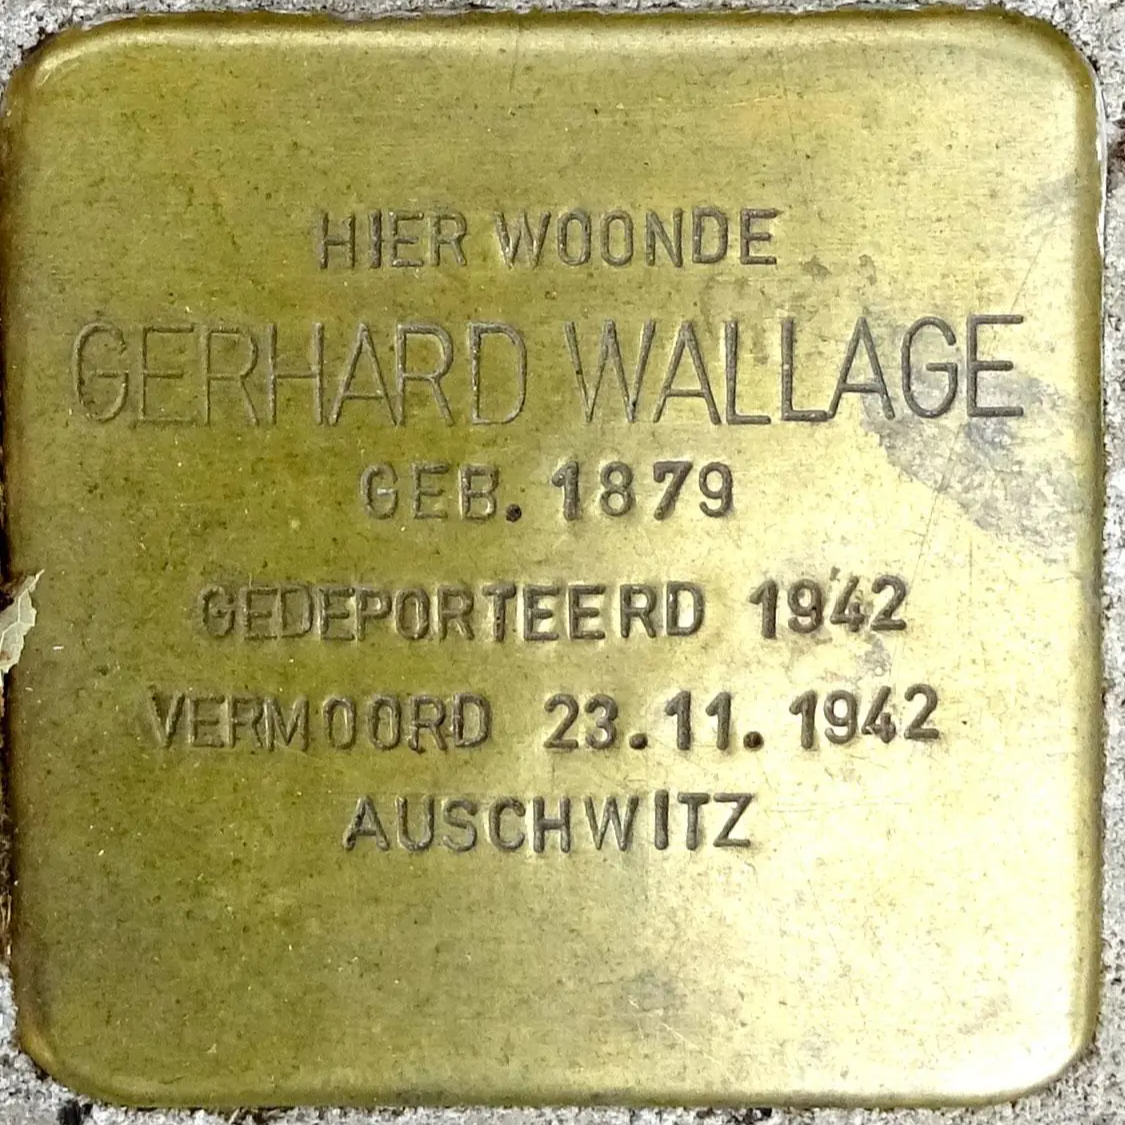 HIER WOONDE
GERHARD WALLAGE
GEB. 1879
GEDEPORTEERD 1942
VERMOORD 23.11.1942
AUSCHWITZ